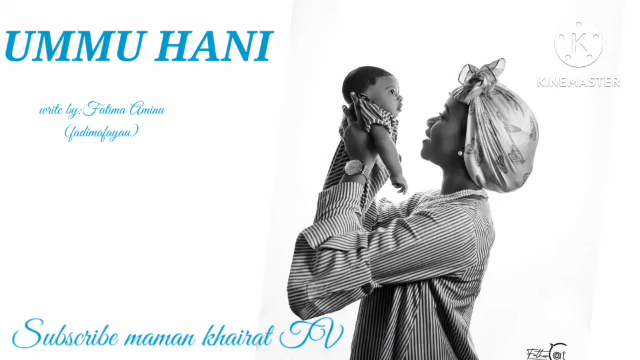 UMMU HANI
write by:-Fatima Aminu
(fadimafayau)
Subscribe maman khairat TV
K
KINEMASTER